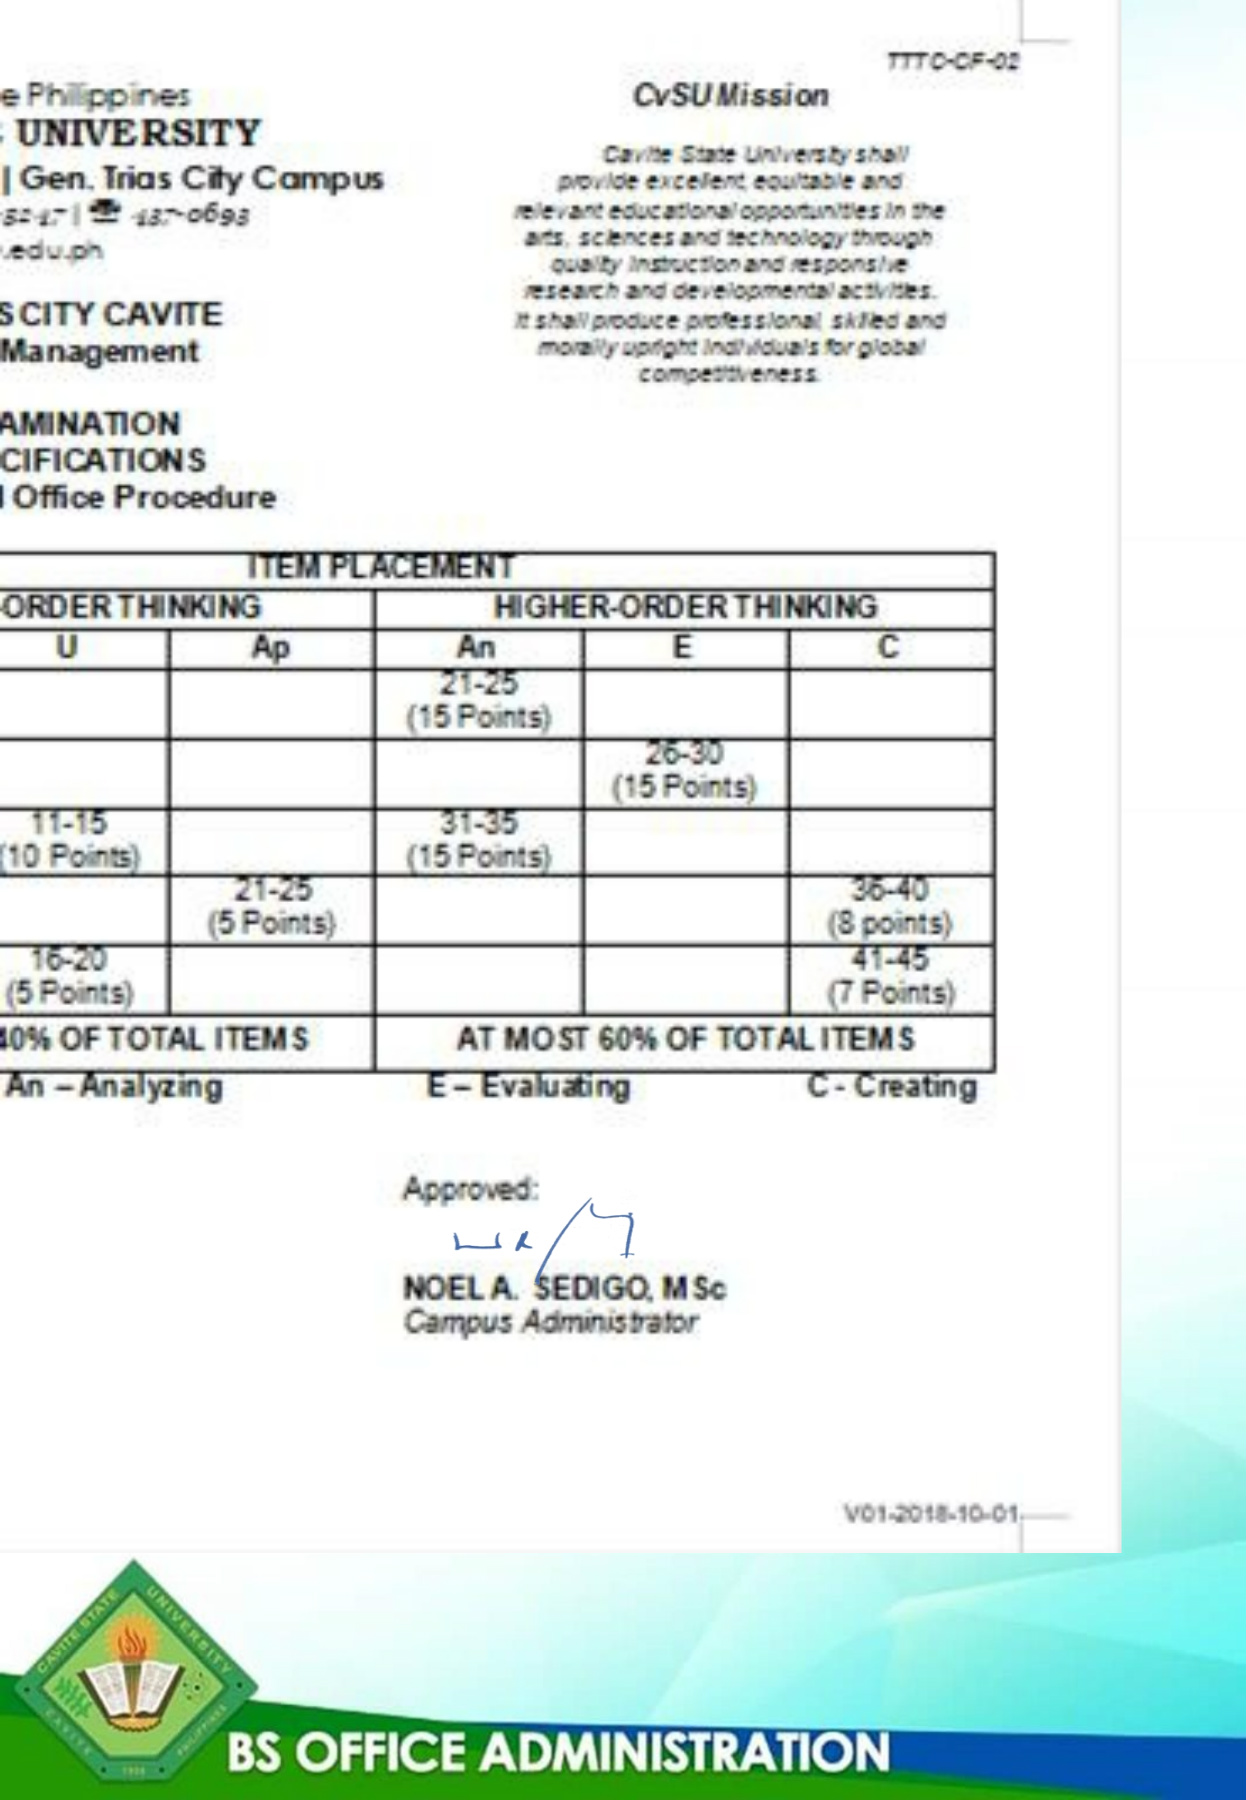 TTTC-CF-02
e Philippines
UNIVERSITY
| Gen. Trias City Campus
437-0693
.edu.ph
S CITY CAVITE
Management
AMINATION
CIFICATIONS
Office Procedure
CvSU Mission
Cavite State University shall
provide excellent, equitable and
relevant educational opportunities in the
arts, sciences and technology through
quality instruction and responsive
research and developmental activities.
It shall produce professional, skilled and
morally upright individuals for global
competitiveness.
ITEM PLACEMENT
-ORDER THINKING HIGHER-ORDER THINKING
U Ap An E C
21-25
(15 Points)
26-30
(15 Points)
11-15 31-35
(10 Points) (15 Points)
21-25 36-40
(5 Points) (8 points)
16-20 41-45
(5 Points) (7 Points)
40% OF TOTAL ITEMS AT MOST 60% OF TOTAL ITEMS
An – Analyzing E – Evaluating C - Creating
Approved:
NOEL A. SEDIGO, MSc
Campus Administrator
V01-2018-10-01
CAVITE STATE UNIVERSITY
CAVITE PHILIPPINES
BS OFFICE ADMINISTRATION